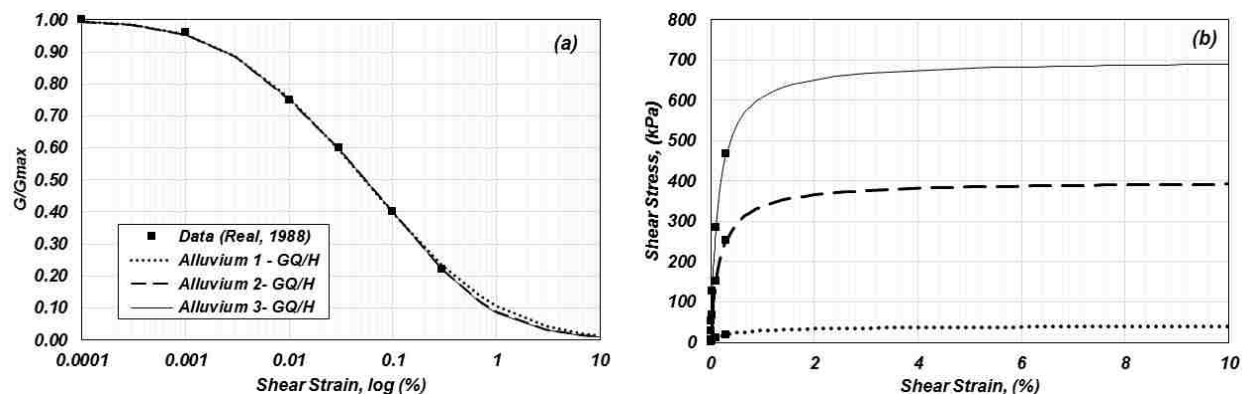 (a)
G/Gmax
1.00
0.90
0.80
0.70
0.60
0.50
0.40
0.30
0.20
0.10
0.00
Data (Real, 1988)
Alluvium 1 - GQ/H
Alluvium 2- GQ/H
Alluvium 3- GQ/H
0.0001 0.001 0.01 0.1 1 10
Shear Strain, log (%)
(b)
Shear Stress, (kPa)
800
700
600
500
400
300
200
100
0
0 2 4 6 8 10
Shear Strain, (%)